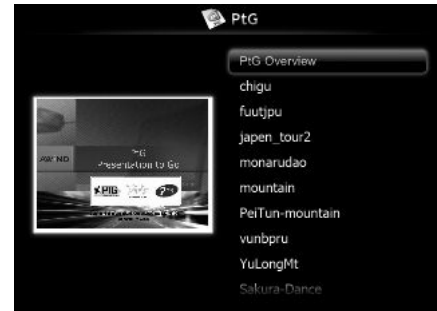 PtG
PtG Overview
chigu
fuutjpu
japen_tour2
monarudao
mountain
PeiTun-mountain
vunbpru
YuLongMt
Sakura-Dance
PtG
Presentation to Go